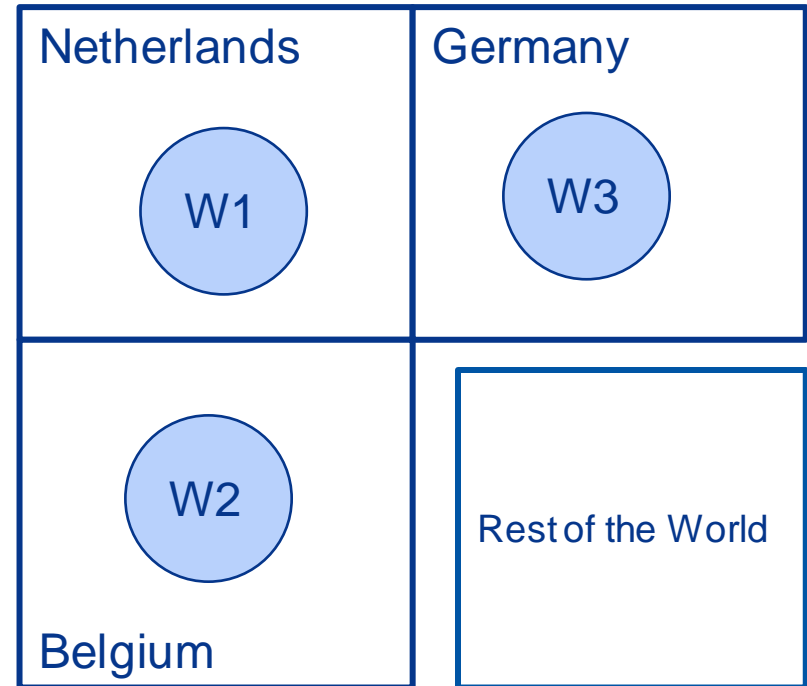 Netherlands
Germany
W1
W3
W2
Rest of the World
Belgium